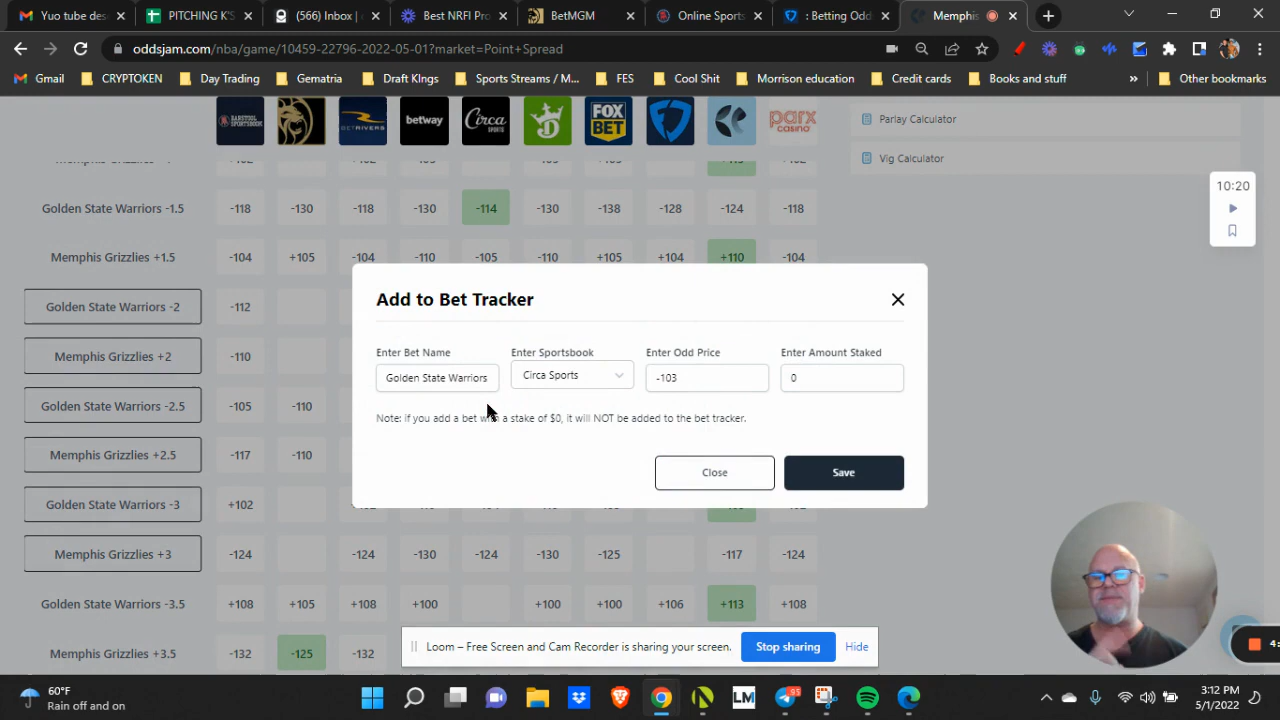 Yuo tube des
PITCHING K'S
(566) Inbox |
Best NRFI Pro
BetMGM
Online Sports
: Betting Odd
Memphis
oddsjam.com/nba/game/10459-22796-2022-05-01?market=Point+Spread
Gmail
CRYPTOKEN
Day Trading
Gematria
Draft KIngs
Sports Streams / M...
FES
Cool Shit
Morrison education
Credit cards
Books and stuff
»
Other bookmarks
BARSTOOL SPORTSBOOK
BETRIVERS
betway
Circa SPORTS
FOX BET
parx casino
Parlay Calculator
Vig Calculator
10:20
Golden State Warriors -1.5 -118 -130 -118 -130 -114 -130 -138 -128 -124 -118
Memphis Grizzlies +1.5 -104 +105 -104 -110 -105 -110 +105 +104 +110 -104
Golden State Warriors -2 -112
Memphis Grizzlies +2 -110
Golden State Warriors -2.5 -105 -110
Memphis Grizzlies +2.5 -117 -110
Golden State Warriors -3 +102
Memphis Grizzlies +3 -124 -124 -130 -124 -130 -125 -117 -124
Golden State Warriors -3.5 +108 +105 +108 +100 +100 +100 +106 +113 +108
Memphis Grizzlies +3.5 -132 -125 -132
Add to Bet Tracker
Enter Bet Name Enter Sportsbook Enter Odd Price Enter Amount Staked
Golden State Warriors Circa Sports -103 0
Note: if you add a bet with a stake of $0, it will NOT be added to the bet tracker.
Close Save
Loom – Free Screen and Cam Recorder is sharing your screen. Stop sharing Hide
60°F
Rain off and on
LM
93
3:12 PM
5/1/2022